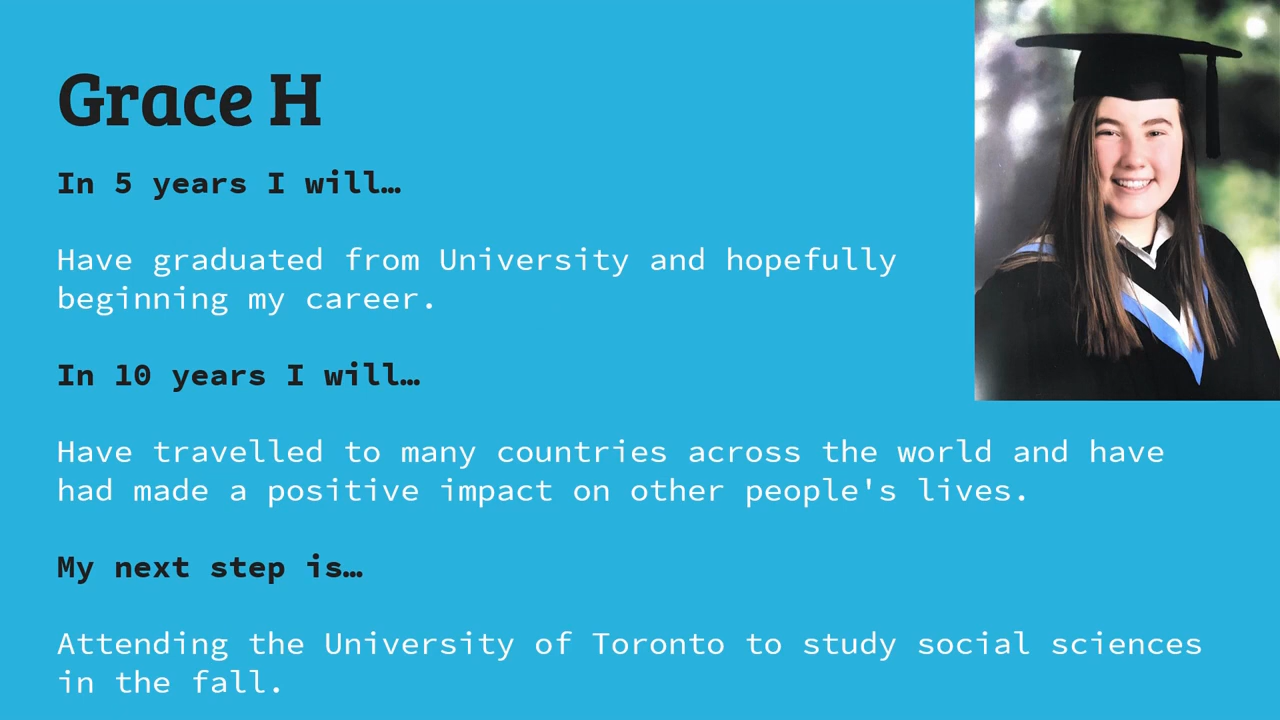 Grace H
In 5 years I will…
Have graduated from University and hopefully
beginning my career.
In 10 years I will…
Have travelled to many countries across the world and have
had made a positive impact on other people's lives.
My next step is…
Attending the University of Toronto to study social sciences
in the fall.